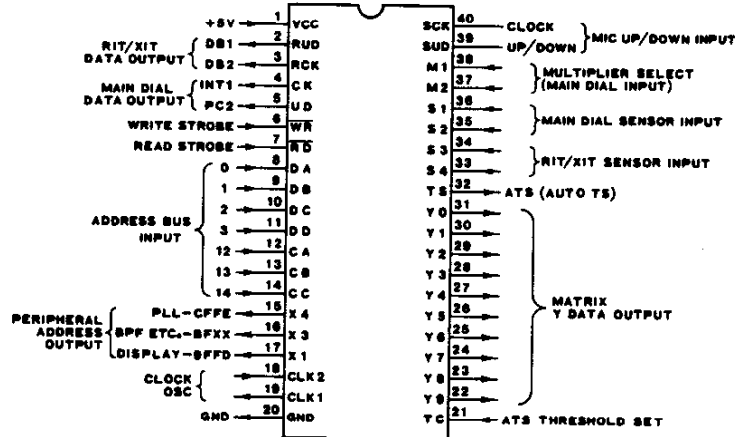 +5V 1 VCC SCK 40 CLOCK
RIT/XIT DATA OUTPUT DB1 2 RUD SUD 39 UP/DOWN MIC UP/DOWN INPUT
DB2 3 RCK M1 38 MULTIPLIER SELECT (MAIN DIAL INPUT)
MAIN DIAL DATA OUTPUT INT1 4 CK M2 37
PC2 5 UD S1 36 MAIN DIAL SENSOR INPUT
WRITE STROBE 6 WR S2 35
READ STROBE 7 RD S3 34 RIT/XIT SENSOR INPUT
0 8 DA S4 33
1 9 DB TS 32 ATS (AUTO TS)
ADDRESS BUS INPUT 2 10 DC Y0 31
3 11 DD Y1 30
12 12 CA Y2 29
13 13 CB Y3 28
14 14 CC Y4 27 MATRIX Y DATA OUTPUT
PERIPHERAL ADDRESS OUTPUT PLL-CFFE 15 X4 Y5 26
BPF ETC.-BFXX 16 X3 Y6 25
DISPLAY-BFFD 17 X1 Y7 24
CLOCK OSC 18 CLK2 Y8 23
19 CLK1 Y9 22
GND 20 GND TC 21 ATS THRESHOLD SET